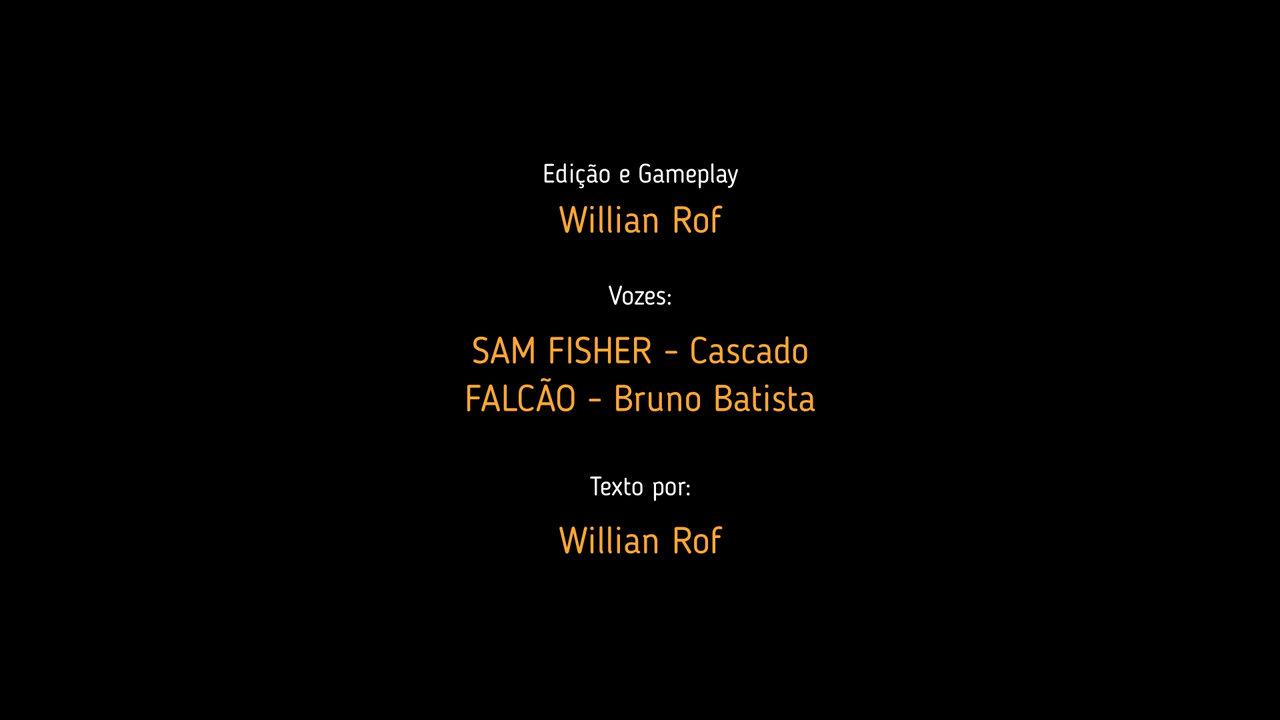 Edição e Gameplay
Willian Rof
Vozes:
SAM FISHER - Cascado
FALCÃO - Bruno Batista
Texto por:
Willian Rof